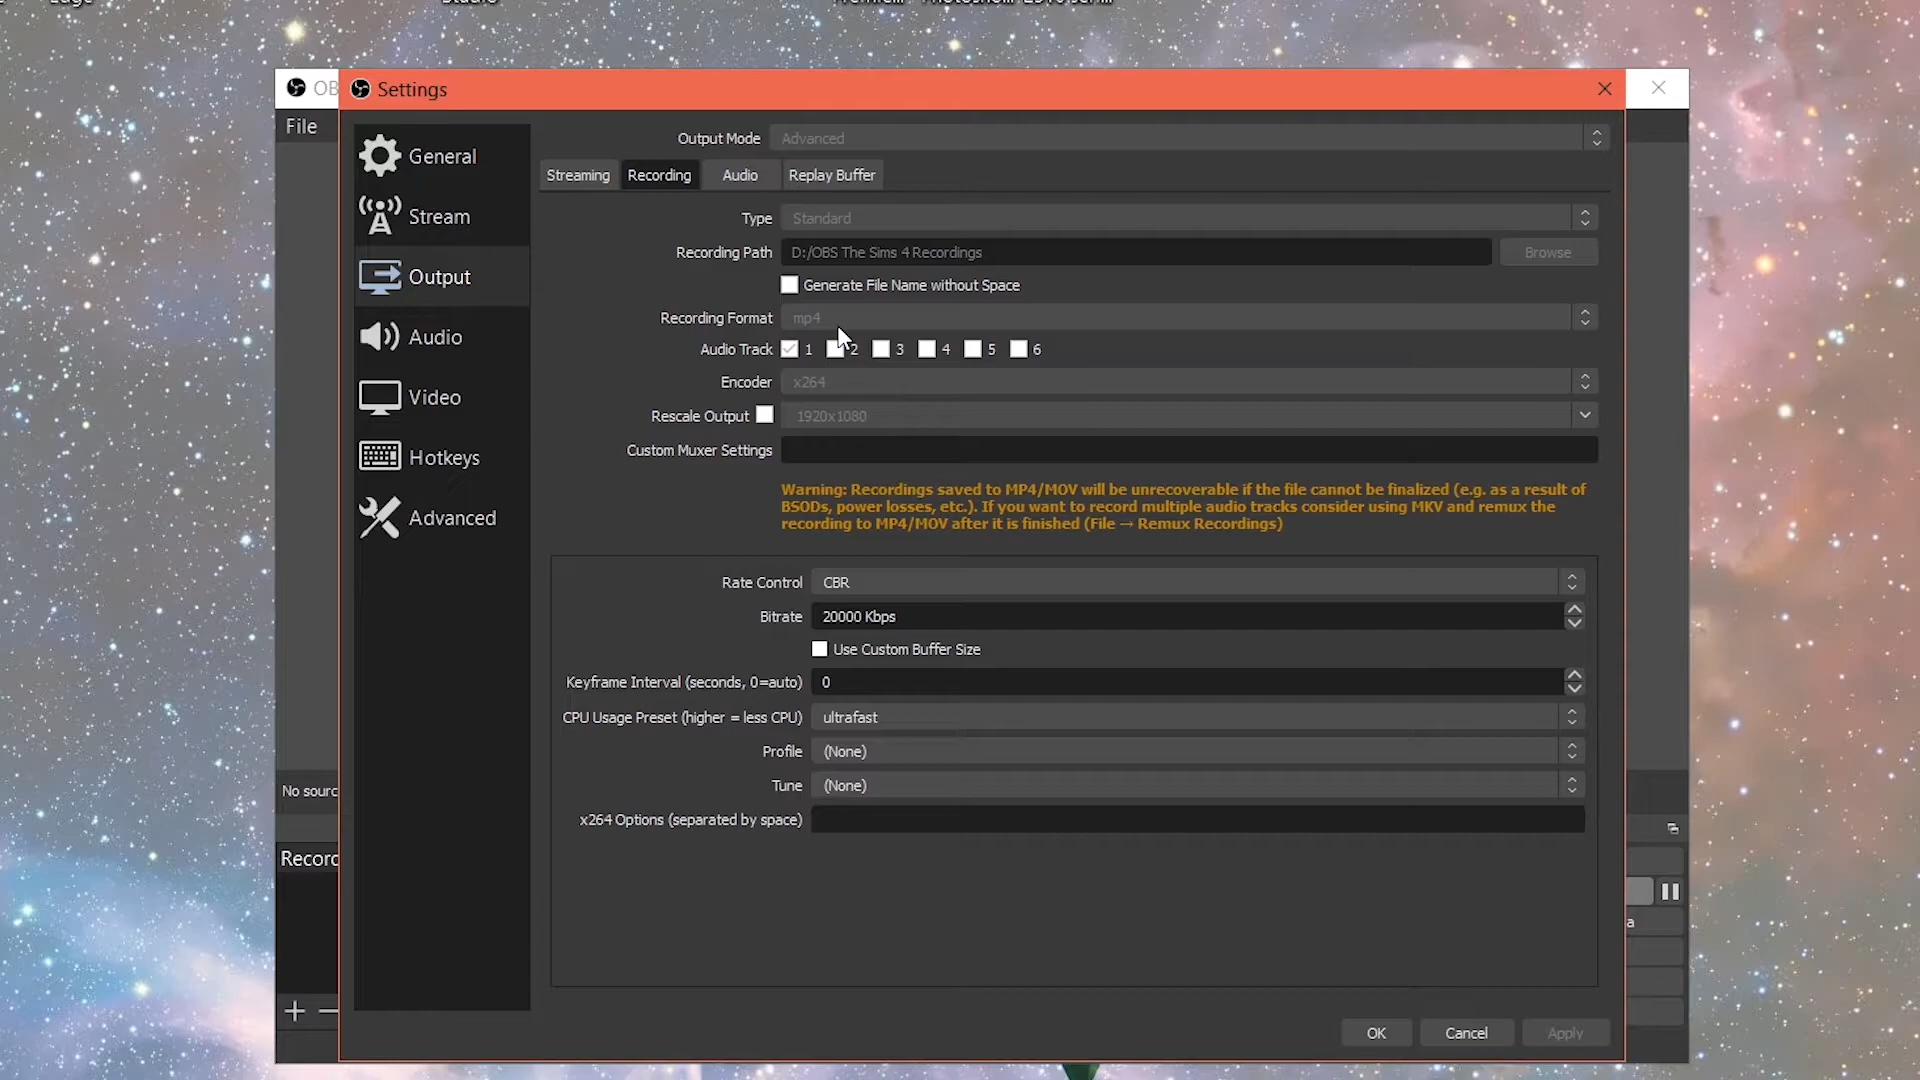 Settings
File
General
Stream
Output
Audio
Video
Hotkeys
Advanced
Output Mode Advanced
Streaming Recording Audio Replay Buffer
Type Standard
Recording Path D:/OBS The Sims 4 Recordings Browse
Generate File Name without Space
Recording Format mp4
Audio Track 1 2 3 4 5 6
Encoder x264
Rescale Output 1920x1080
Custom Muxer Settings
Warning: Recordings saved to MP4/MOV will be unrecoverable if the file cannot be finalized (e.g. as a result of
BSODs, power losses, etc.). If you want to record multiple audio tracks consider using MKV and remux the
recording to MP4/MOV after it is finished (File → Remux Recordings)
Rate Control CBR
Bitrate 20000 Kbps
Use Custom Buffer Size
Keyframe Interval (seconds, 0=auto) 0
CPU Usage Preset (higher = less CPU) ultrafast
Profile (None)
Tune (None)
x264 Options (separated by space)
No sourc
Record
a
OK Cancel Apply